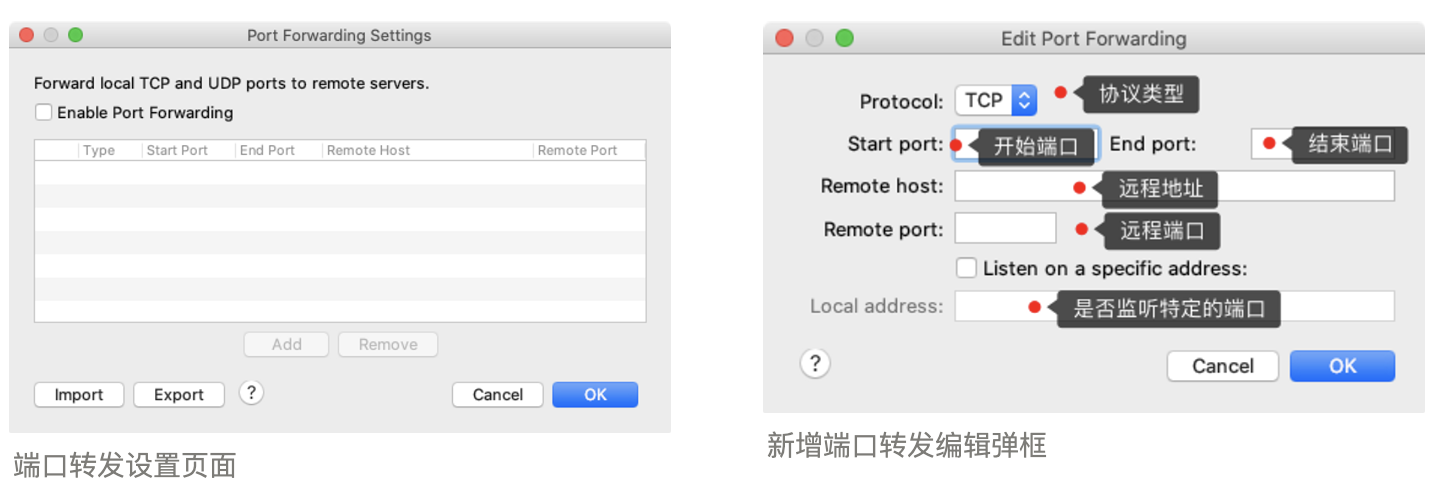 Port Forwarding Settings
Forward local TCP and UDP ports to remote servers.
Enable Port Forwarding
Type Start Port End Port Remote Host Remote Port
Add Remove
Import Export ? Cancel OK
端口转发设置页面
Edit Port Forwarding
Protocol: TCP 协议类型
Start port: 开始端口 End port: 结束端口
Remote host: 远程地址
Remote port: 远程端口
Listen on a specific address:
Local address: 是否监听特定的端口
? Cancel OK
新增端口转发编辑弹框